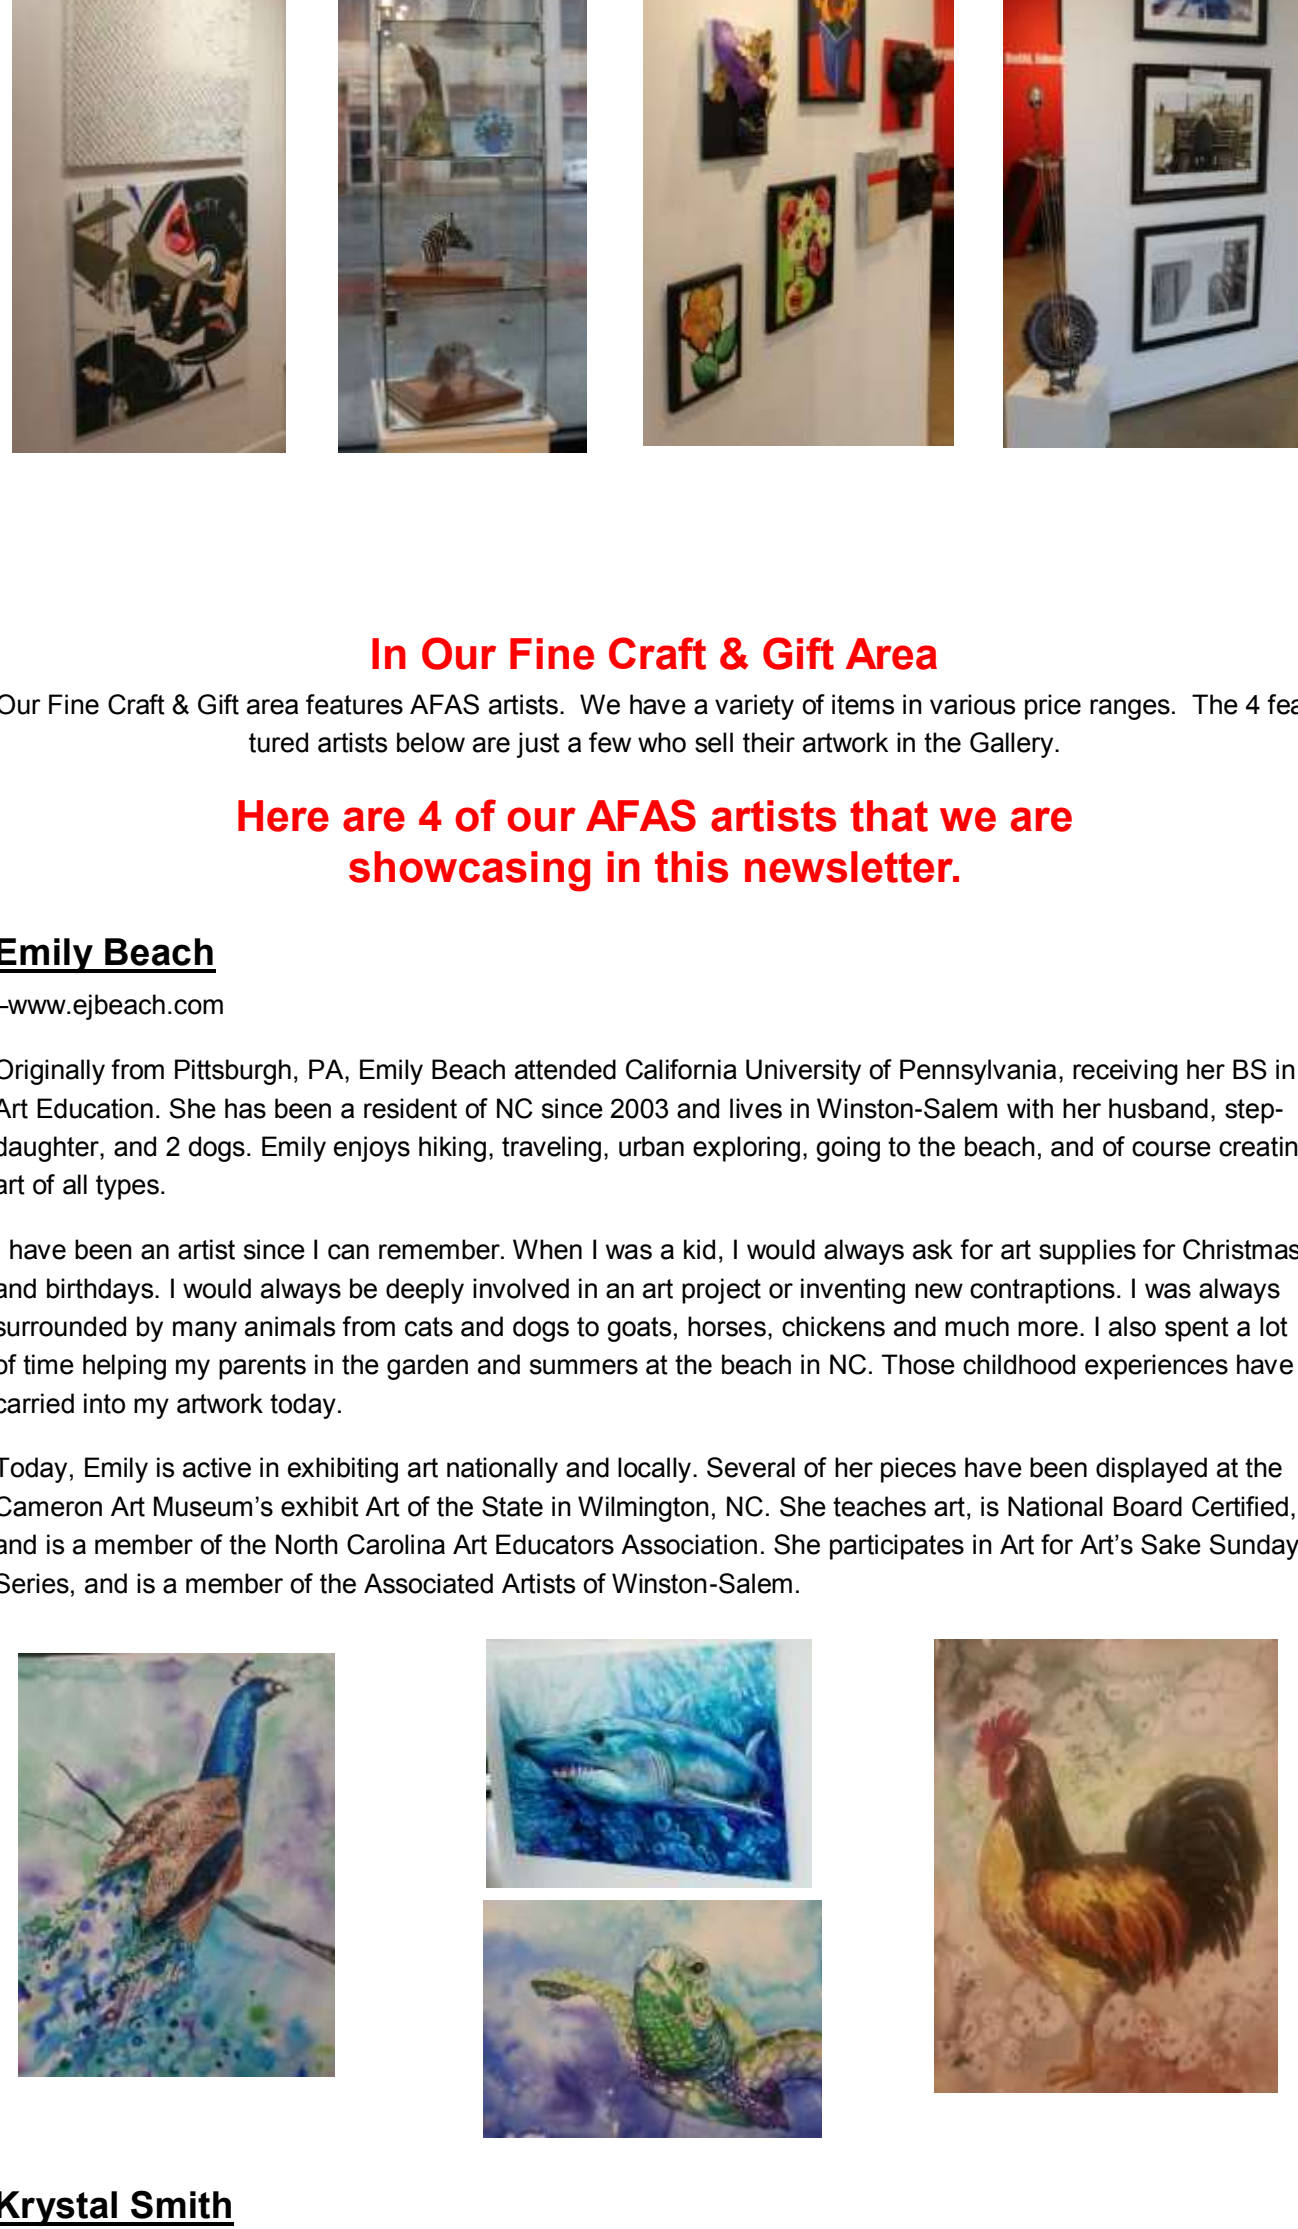 In Our Fine Craft & Gift Area
Our Fine Craft & Gift area features AFAS artists.  We have a variety of items in various price ranges.  The 4 fea
tured artists below are just a few who sell their artwork in the Gallery.
Here are 4 of our AFAS artists that we are
showcasing in this newsletter.
Emily Beach
–www.ejbeach.com
Originally from Pittsburgh, PA, Emily Beach attended California University of Pennsylvania, receiving her BS in
Art Education. She has been a resident of NC since 2003 and lives in Winston-Salem with her husband, step-
daughter, and 2 dogs. Emily enjoys hiking, traveling, urban exploring, going to the beach, and of course creatin
art of all types.
have been an artist since I can remember. When I was a kid, I would always ask for art supplies for Christmas
and birthdays. I would always be deeply involved in an art project or inventing new contraptions. I was always
surrounded by many animals from cats and dogs to goats, horses, chickens and much more. I also spent a lot
of time helping my parents in the garden and summers at the beach in NC. Those childhood experiences have
carried into my artwork today.
Today, Emily is active in exhibiting art nationally and locally. Several of her pieces have been displayed at the
Cameron Art Museum’s exhibit Art of the State in Wilmington, NC. She teaches art, is National Board Certified,
and is a member of the North Carolina Art Educators Association. She participates in Art for Art’s Sake Sunday
Series, and is a member of the Associated Artists of Winston-Salem.
Krystal Smith